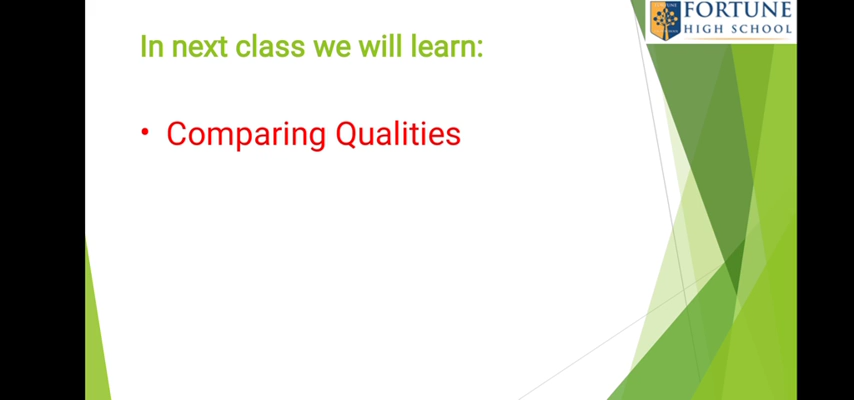 FORTUNE
HIGH SCHOOL
In next class we will learn:
• Comparing Qualities